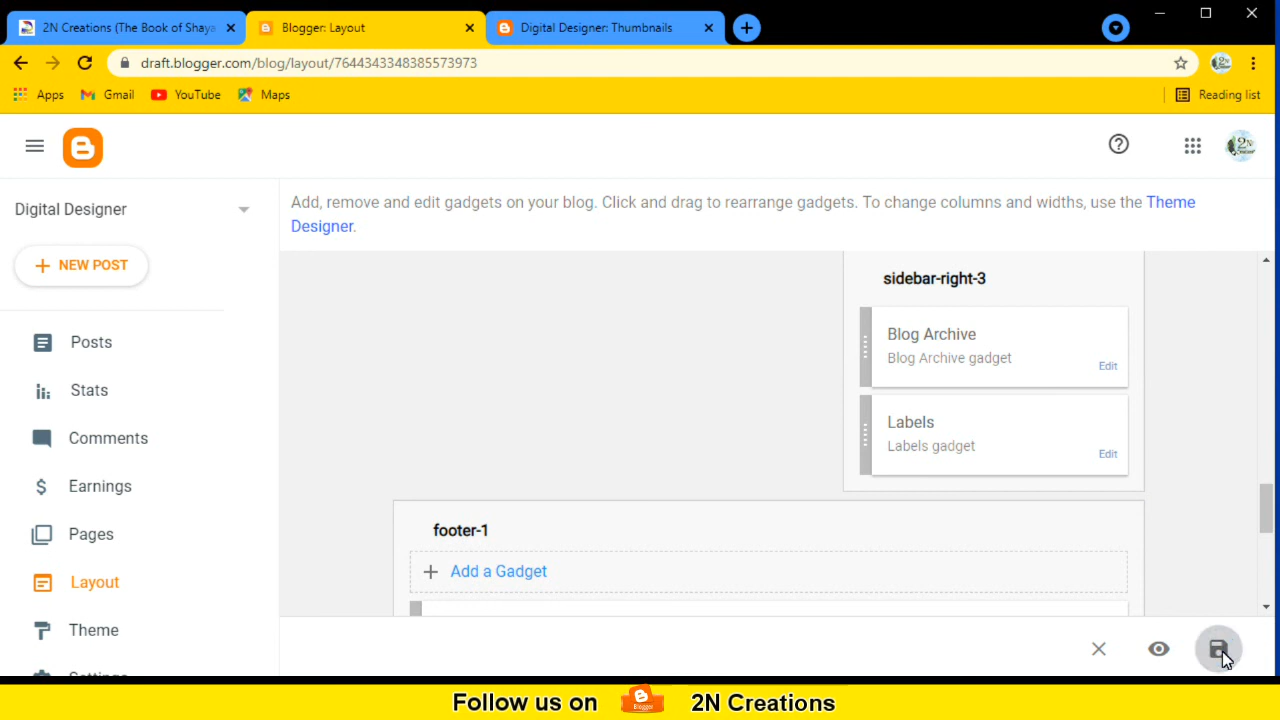 2N Creations (The Book of Shaya
Blogger: Layout
Digital Designer: Thumbnails
draft.blogger.com/blog/layout/7644343348385573973
Apps
Gmail
YouTube
Maps
Reading list
2N
Digital Designer
NEW POST
Posts
Stats
Comments
Earnings
Pages
Layout
Theme
Settings
Add, remove and edit gadgets on your blog. Click and drag to rearrange gadgets. To change columns and widths, use the Theme
Designer.
sidebar-right-3
Blog Archive
Blog Archive gadget
Edit
Labels
Labels gadget
Edit
footer-1
Add a Gadget
Follow us on
Blogger
2N Creations